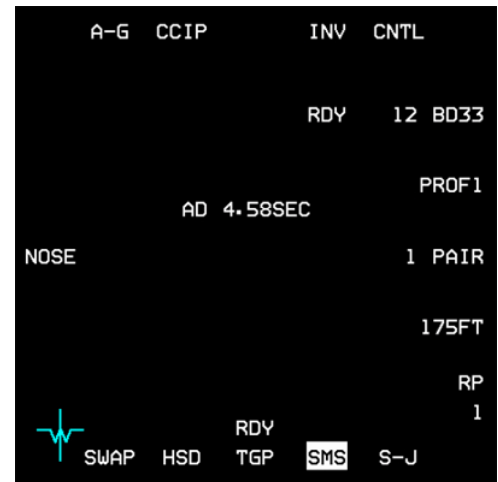 A-G CCIP INV CNTL
RDY 12 BD33
PROF1
AD 4.58SEC
NOSE 1 PAIR
175FT
RP
1
RDY
SWAP HSD TGP SMS S-J